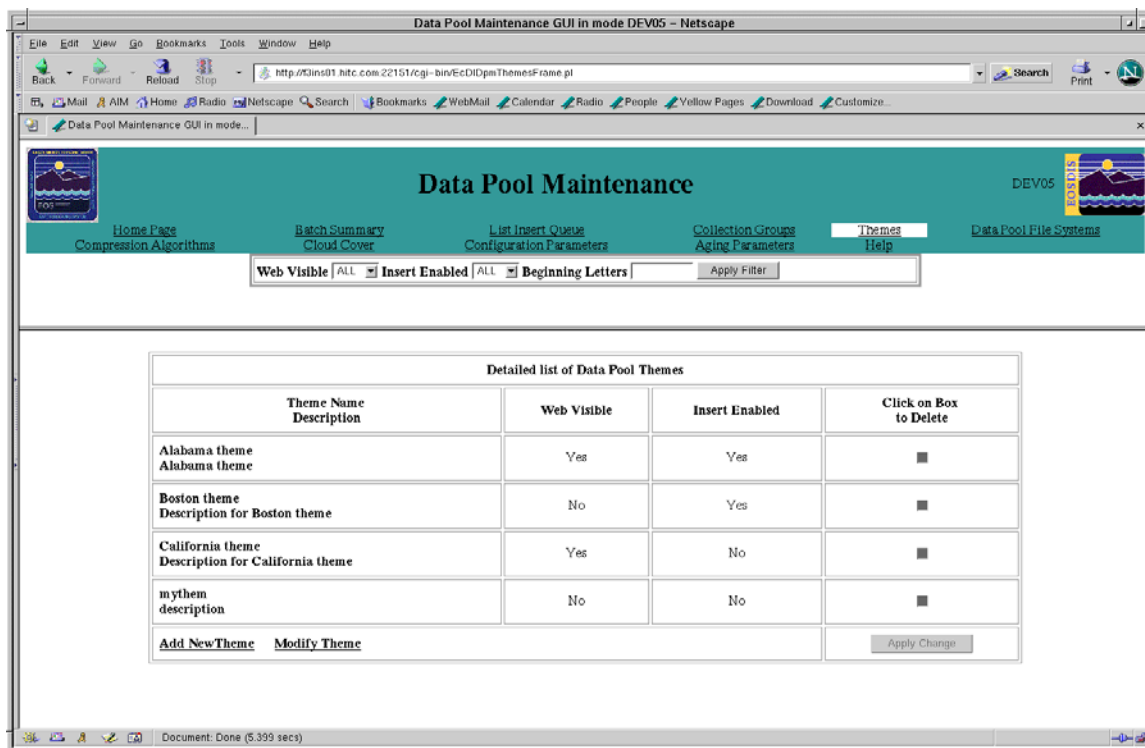 Data Pool Maintenance GUI in mode DEV05 – Netscape
File Edit View Go Bookmarks Tools Window Help
Back Forward Reload Stop http://f3ins01.hitc.com:22151/cgi-bin/EcDlDpmThemesFrame.pl Search Print N
Mail AIM Home Radio Netscape Search Bookmarks WebMail Calendar Radio People Yellow Pages Download Customize...
Data Pool Maintenance GUI in mode...
EOS
Data Pool Maintenance
DEV05
EOSDIS
Home Page Batch Summary List Insert Queue Collection Groups Themes Data Pool File Systems
Compression Algorithms Cloud Cover Configuration Parameters Aging Parameters Help
Web Visible ALL Insert Enabled ALL Beginning Letters Apply Filter
Detailed list of Data Pool Themes
Theme Name
Description
Web Visible
Insert Enabled
Click on Box
to Delete
Alabama theme
Alabama theme
Yes
Yes
Boston theme
Description for Boston theme
No
Yes
California theme
Description for California theme
Yes
No
mythem
description
No
No
Add NewTheme Modify Theme
Apply Change
Document: Done (5.399 secs)